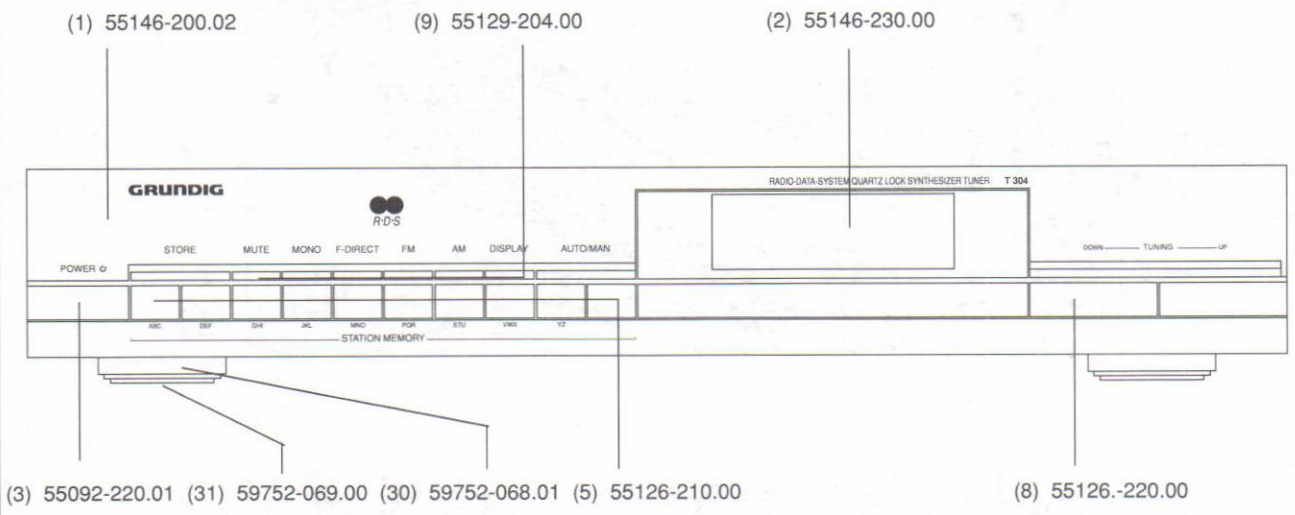 (1) 55146-200.02 (9) 55129-204.00 (2) 55146-230.00
GRUNDIG
RADIO-DATA-SYSTEM QUARTZ LOCK SYNTHESIZER TUNER T 304
R·D·S
STORE MUTE MONO F-DIRECT FM AM DISPLAY AUTO/MAN
DOWN TUNING UP
POWER
ABC DEF GHI JKL MNO PQR STU VWX YZ
STATION MEMORY
(3) 55092-220.01 (31) 59752-069.00 (30) 59752-068.01 (5) 55126-210.00 (8) 55126.-220.00